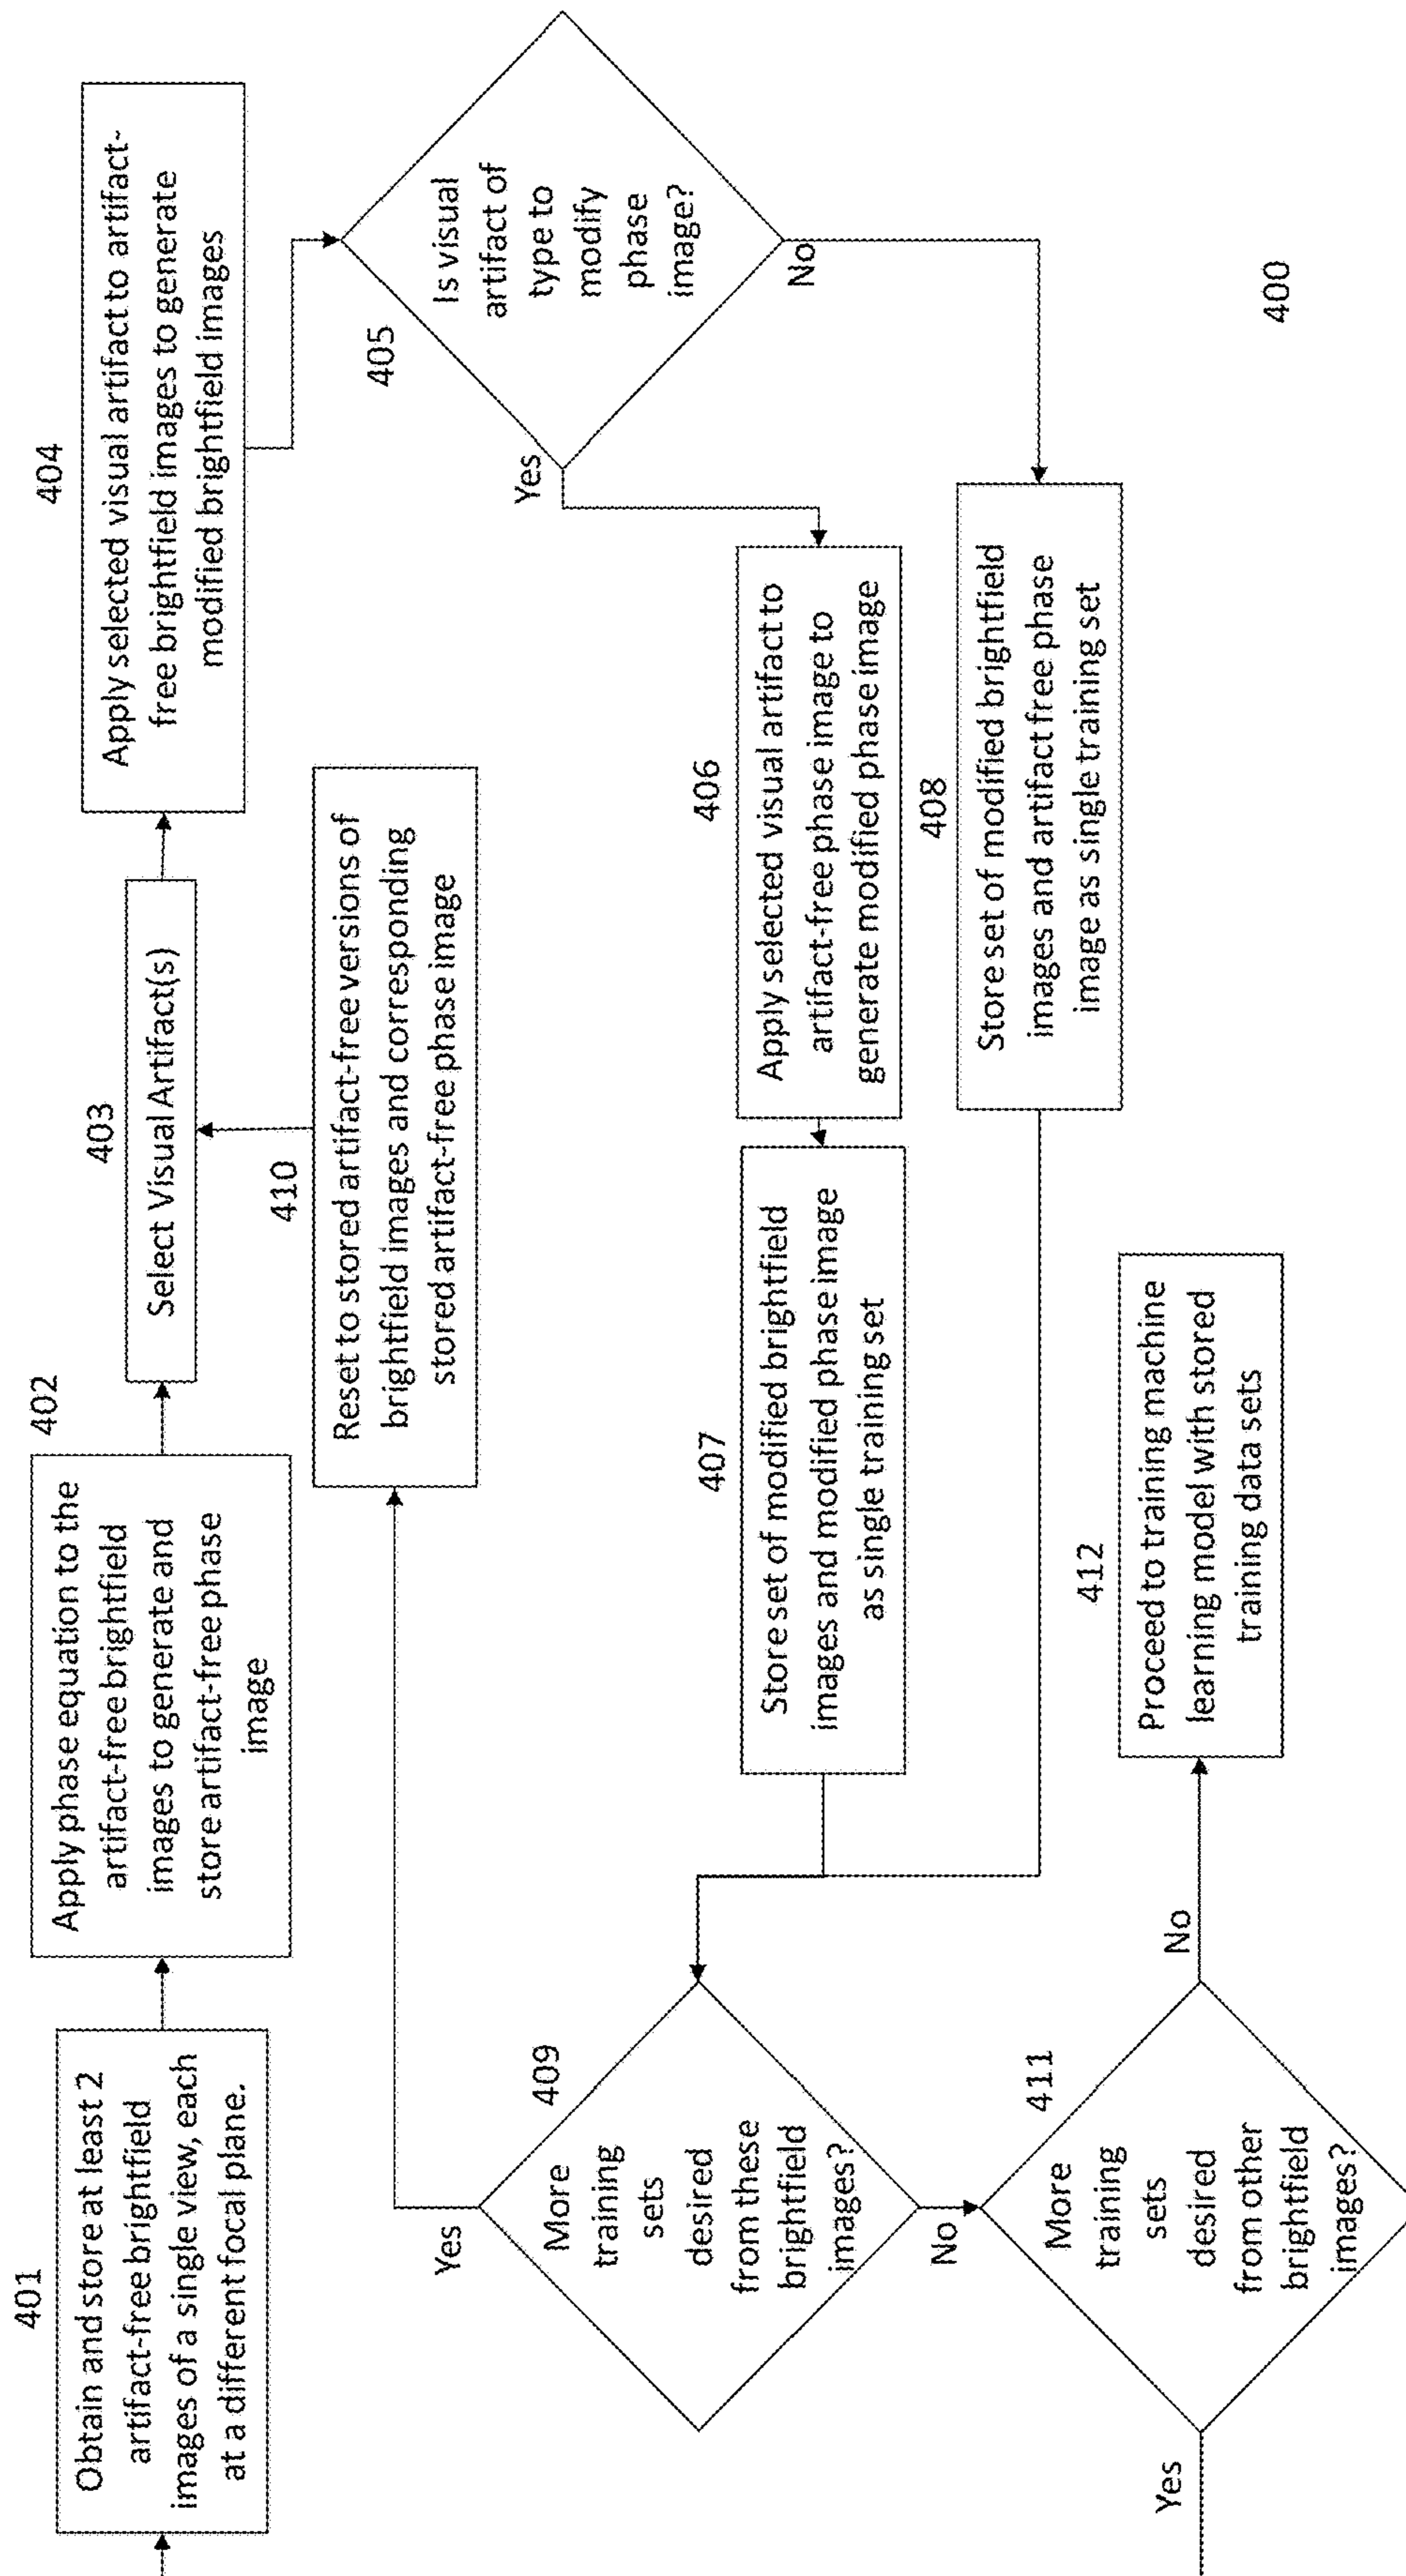 401
Obtain and store at least 2
artifact-free brightfield
images of a single view, each
at a different focal plane.
402
Apply phase equation to the
artifact-free brightfield
images to generate and
store artifact-free phase
image
403
Select Visual Artifact(s)
404
Apply selected visual artifact to artifact-
free brightfield images to generate
modified brightfield images
405
Is visual
artifact of
type to
modify
phase
image?
Yes
No
406
Apply selected visual artifact to
artifact-free phase image to
generate modified phase image
407
Store set of modified brightfield
images and modified phase image
as single training set
408
Store set of modified brightfield
images and artifact free phase
image as single training set
409
More
training
sets
desired
from these
brightfield
images?
Yes
No
410
Reset to stored artifact-free versions of
brightfield images and corresponding
stored artifact-free phase image
411
More
training
sets
desired
from other
brightfield
images?
Yes
No
412
Proceed to training machine
learning model with stored
training data sets
400